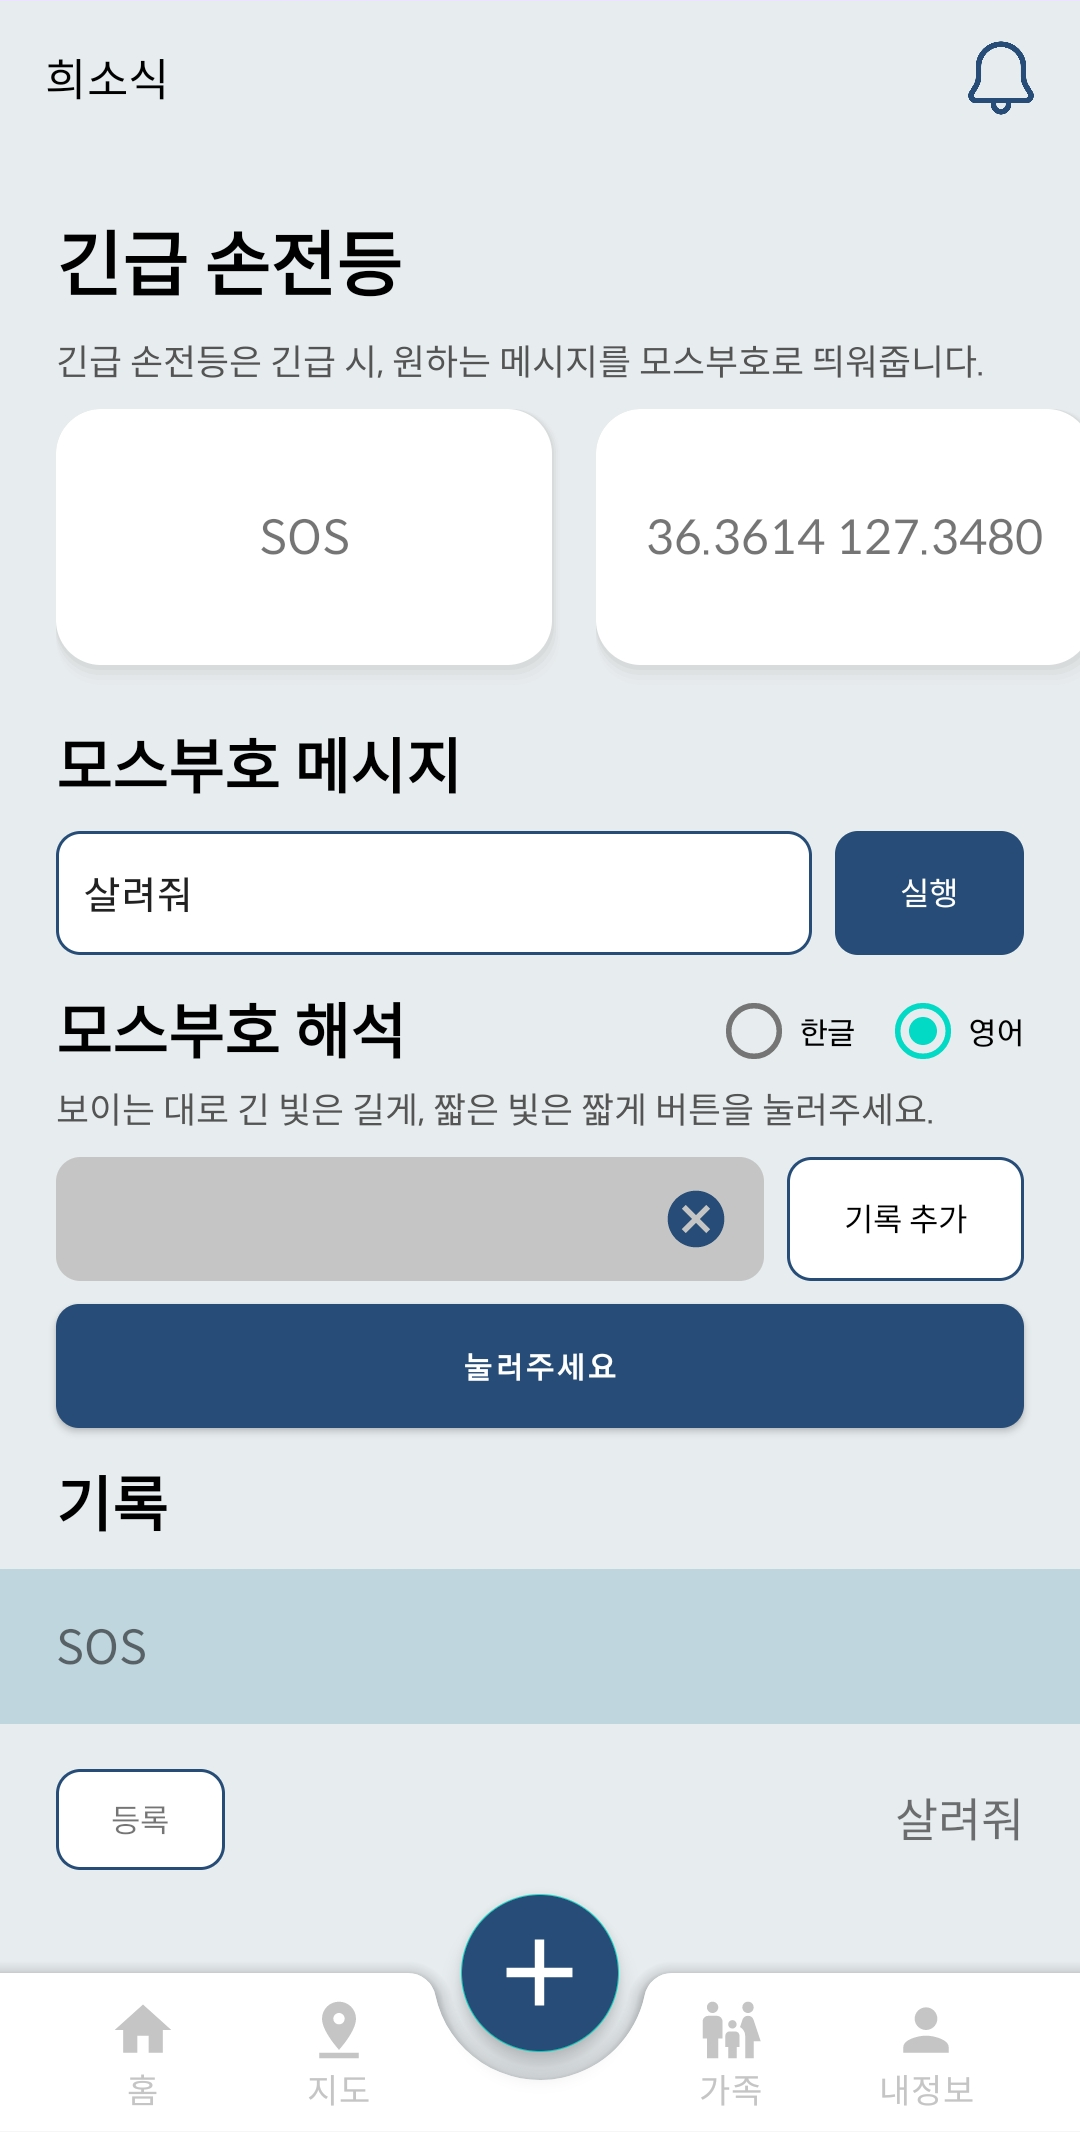 희소식
긴급 손전등
긴급 손전등은 긴급 시, 원하는 메시지를 모스부호로 띄워줍니다.
SOS
36.3614 127.3480
모스부호 메시지
살려줘
실행
모스부호 해석
한글
영어
보이는 대로 긴 빛은 길게, 짧은 빛은 짧게 버튼을 눌러주세요.
기록 추가
눌러주세요
기록
SOS
등록
살려줘
홈
지도
가족
내정보